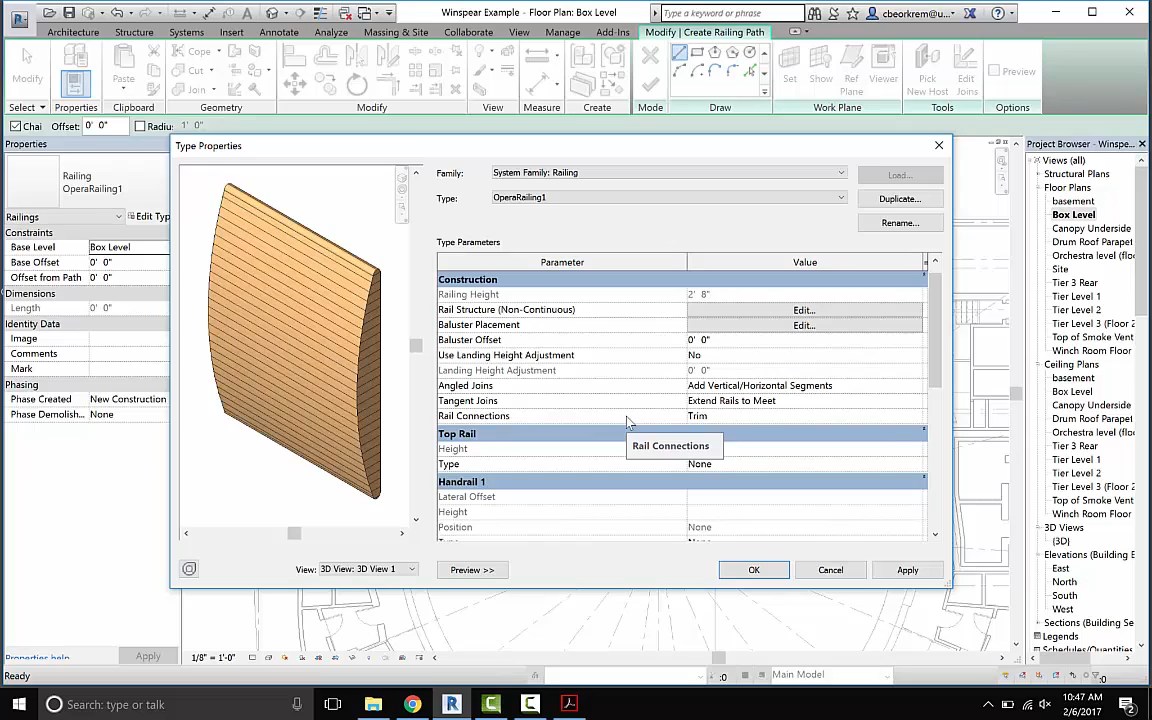 Winspear Example - Floor Plan: Box Level
Type a keyword or phrase
cbeorkrem@u...
Architecture Structure Systems Insert Annotate Analyze Massing & Site Collaborate View Manage Add-Ins Modify | Create Railing Path
Modify Paste Cope Cut Join Set Show Ref Plane Viewer Pick New Host Edit Joins Preview
Select Properties Clipboard Geometry Modify View Measure Create Mode Draw Work Plane Tools Options
Chai Offset: 0' 0" Radiu 1' 0"
Properties
Railing
OperaRailing1
Railings Edit Typ
Constraints
Base Level Box Level
Base Offset 0' 0"
Offset from Path 0' 0"
Dimensions
Length 0' 0"
Identity Data
Image
Comments
Mark
Phasing
Phase Created New Construction
Phase Demolish... None
Properties help
Apply
Type Properties
Family: System Family: Railing Load...
Type: OperaRailing1 Duplicate...
Rename...
Type Parameters
Parameter Value
Construction
Railing Height 2' 8"
Rail Structure (Non-Continuous) Edit...
Baluster Placement Edit...
Baluster Offset 0' 0"
Use Landing Height Adjustment No
Landing Height Adjustment 0' 0"
Angled Joins Add Vertical/Horizontal Segments
Tangent Joins Extend Rails to Meet
Rail Connections Trim
Top Rail
Height
Rail Connections
Type None
Handrail 1
Lateral Offset
Height
Position None
View: 3D View: 3D View 1 Preview >> OK Cancel Apply
Project Browser - Winspe...
Views (all)
Structural Plans
Floor Plans
basement
Box Level
Canopy Underside
Drum Roof Parapet
Orchestra level (floor
Site
Tier 3 Rear
Tier Level 1
Tier Level 2
Tier Level 3 (Floor 2
Top of Smoke Vent
Winch Room Floor
Ceiling Plans
basement
Box Level
Canopy Underside
Drum Roof Parapet
Orchestra level (floor
Tier 3 Rear
Tier Level 1
Tier Level 2
Tier Level 3 (Floor 2
Top of Smoke Vent
Winch Room Floor
3D Views
(3D)
Elevations (Building E
East
North
South
West
Sections (Building Se
Legends
Schedules/Quantities
1/8" = 1'-0"
Ready :0 Main Model :0
Search: type or talk
10:47 AM
2/6/2017